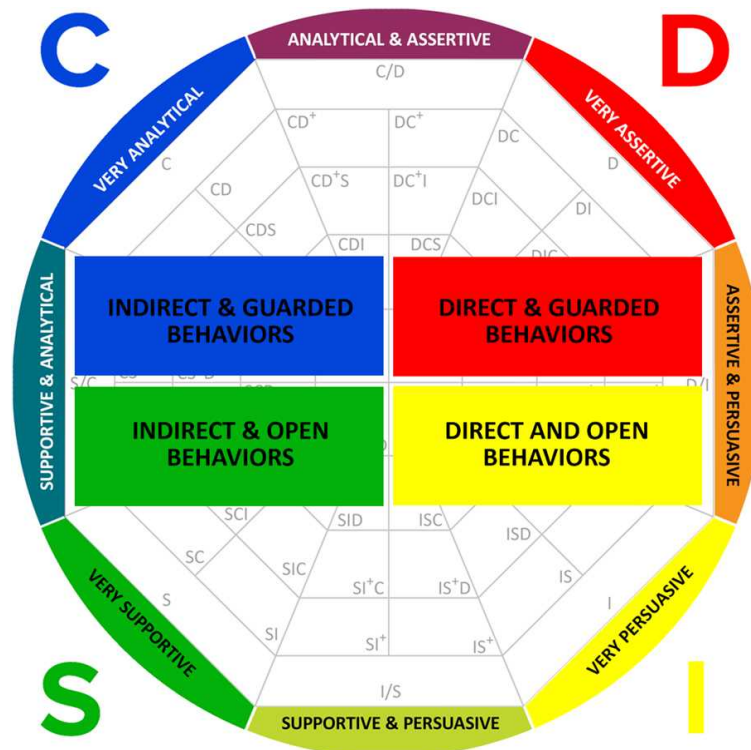 C
D
ANALYTICAL & ASSERTIVE
VERY ANALYTICAL
VERY ASSERTIVE
C/D
CD+
DC+
DC
C
D
CD+S
DC+I
CD
DCI
DI
CDS
CDI
DCS
DIC
INDIRECT & GUARDED
BEHAVIORS
DIRECT & GUARDED
BEHAVIORS
SUPPORTIVE & ANALYTICAL
ASSERTIVE & PERSUASIVE
S/C
D/I
INDIRECT & OPEN
BEHAVIORS
DIRECT AND OPEN
BEHAVIORS
SCI
SID
ISC
ISD
SC
SIC
IS
SI+C
IS+D
S
I
SI
SI+
IS+
VERY SUPPORTIVE
VERY PERSUASIVE
I/S
SUPPORTIVE & PERSUASIVE
S
I